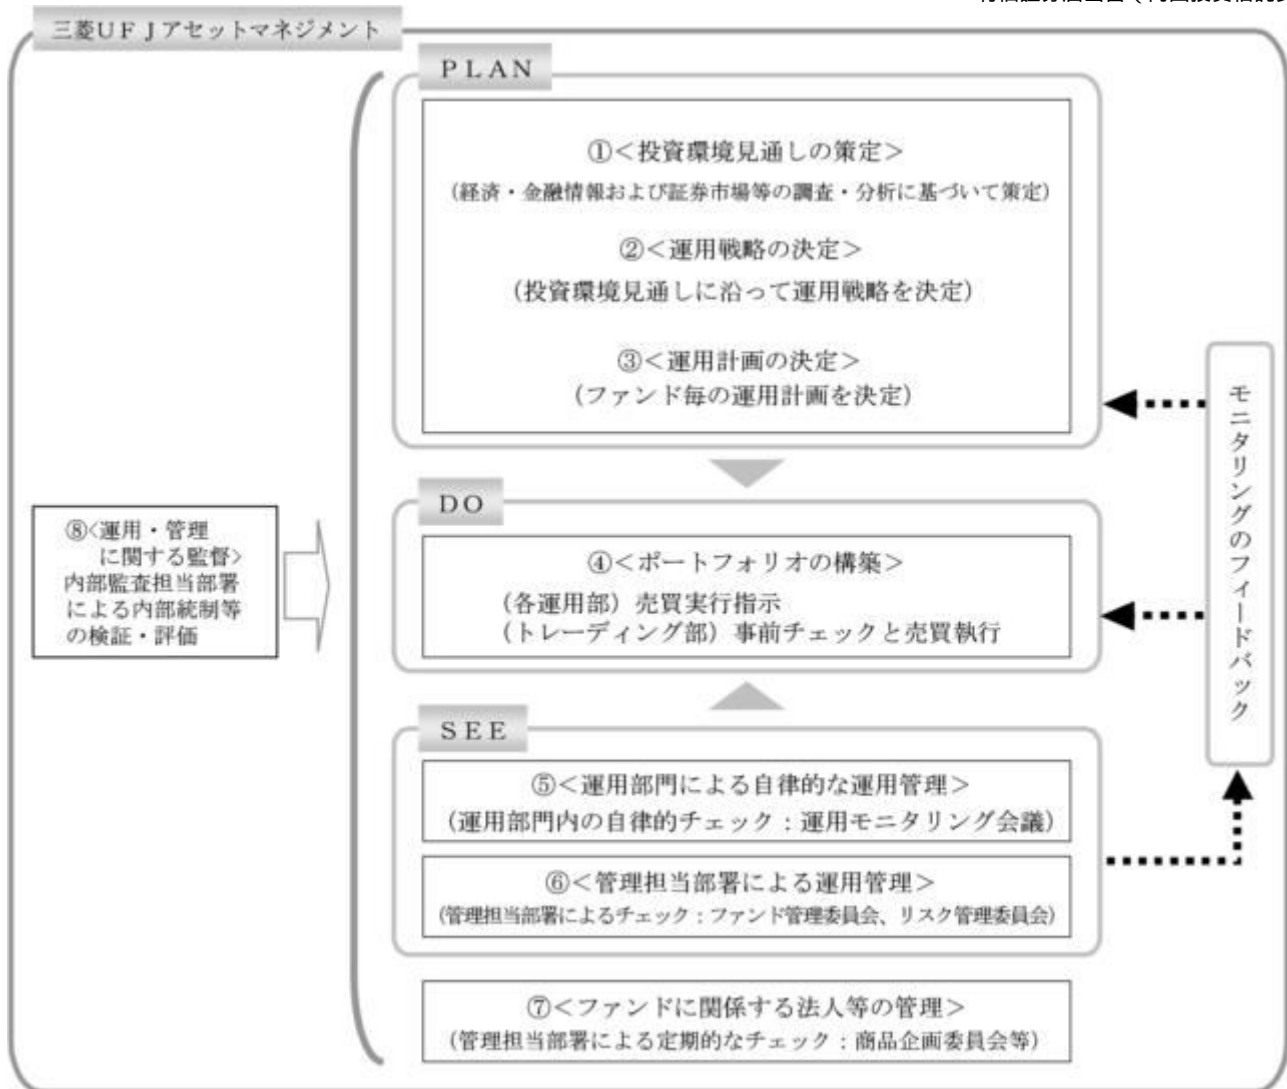 三菱UFJアセットマネジメント
PLAN
①＜投資環境見通しの策定＞
(経済・金融情報および証券市場等の調査・分析に基づいて策定)
②＜運用戦略の決定＞
(投資環境見通しに沿って運用戦略を決定)
③＜運用計画の決定＞
(ファンド毎の運用計画を決定)
DO
④＜ポートフォリオの構築＞
(各運用部）売買実行指示
(トレーディング部）事前チェックと売買執行
SEE
⑤＜運用部門による自律的な運用管理＞
(運用部門内の自律的チェック：運用モニタリング会議)
⑥＜管理担当部署による運用管理＞
(管理担当部署によるチェック：ファンド管理委員会、リスク管理委員会)
⑦＜ファンドに関係する法人等の管理＞
(管理担当部署による定期的なチェック：商品企画委員会等)
⑧<運用・管理
に関する監督>
内部監査担当部署
による内部統制等
の検証・評価
モニタリングのフィードバック